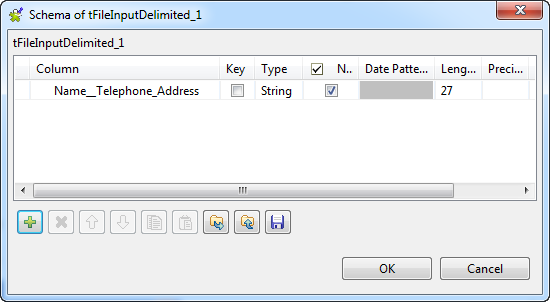 Schema of tFileInputDelimited_1
tFileInputDelimited_1
Column Key Type N.. Date Patte... Leng... Preci...
Name__Telephone_Address String 27
OK Cancel